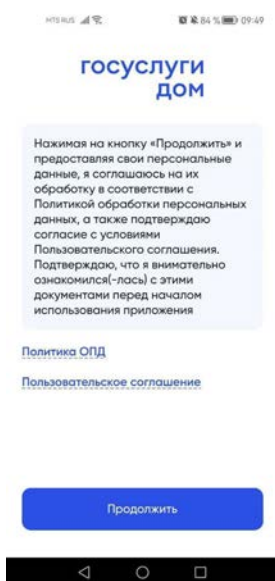 MTS RUS 84 % 09:49
госуслуги
дом
Нажимая на кнопку «Продолжить» и
предоставляя свои персональные
данные, я соглашаюсь на их
обработку в соответствии с
Политикой обработки персональных
данных, а также подтверждаю
согласие с условиями
Пользовательского соглашения.
Подтверждаю, что я внимательно
ознакомился(-лась) с этими
документами перед началом
использования приложения
Политика ОПД
Пользовательское соглашение
Продолжить